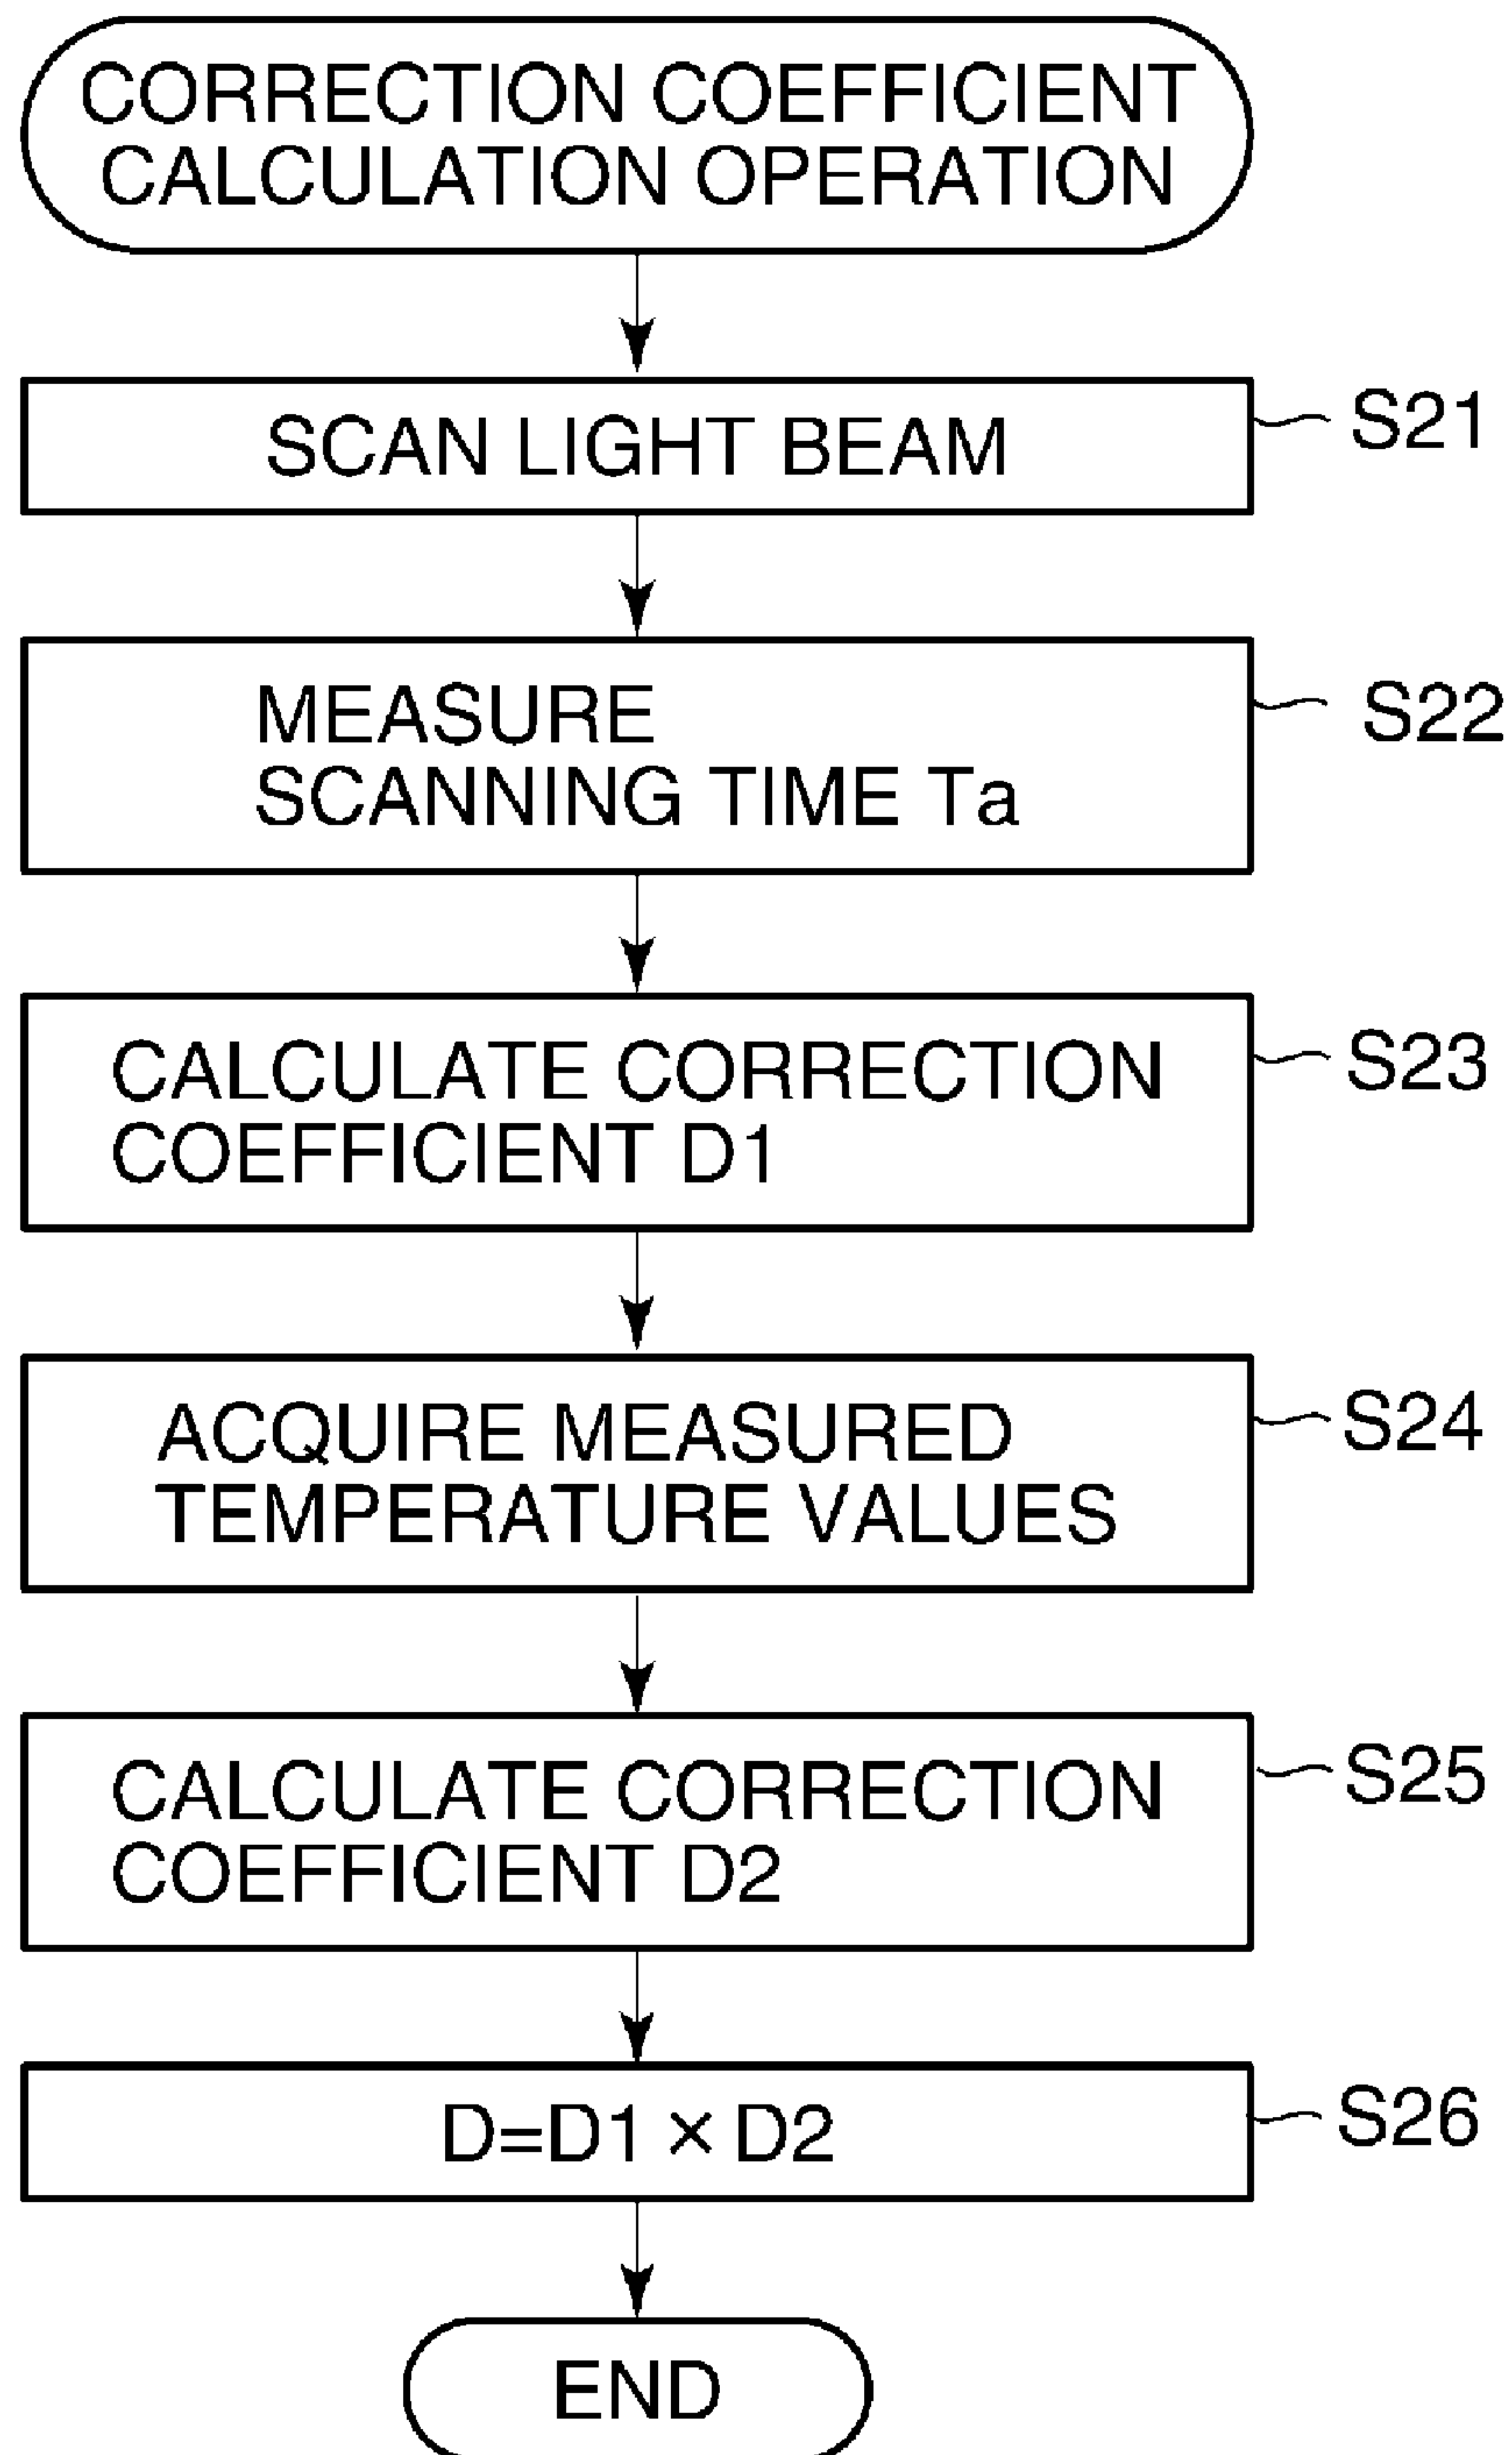 CORRECTION COEFFICIENT
CALCULATION OPERATION
SCAN LIGHT BEAM
S21
MEASURE
SCANNING TIME Ta
S22
CALCULATE CORRECTION
COEFFICIENT D1
S23
ACQUIRE MEASURED
TEMPERATURE VALUES
S24
CALCULATE CORRECTION
COEFFICIENT D2
S25
D=D1×D2
S26
END